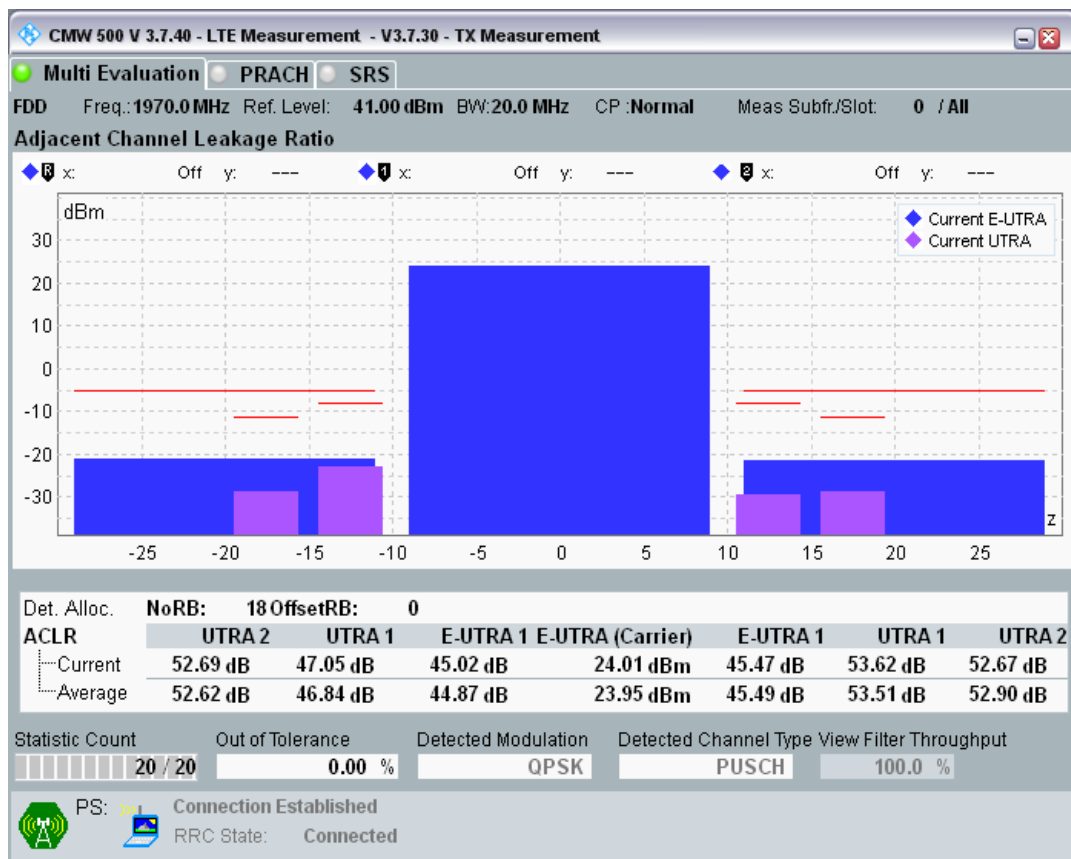 CMW 500 V 3.7.40 - LTE Measurement - V3.7.30 - TX Measurement
Multi Evaluation PRACH SRS
FDD Freq.:1970.0 MHz Ref. Level: 41.00 dBm BW:20.0 MHz CP :Normal Meas Subfr./Slot: 0 / All
Adjacent Channel Leakage Ratio
R x: Off y: --- 1 x: Off y: --- 2 x: Off y: ---
dBm
Current E-UTRA
Current UTRA
30
20
10
0
-10
-20
-30
z
-25 -20 -15 -10 -5 0 5 10 15 20 25
Det. Alloc. NoRB: 18 OffsetRB: 0
ACLR UTRA 2 UTRA 1 E-UTRA 1 E-UTRA (Carrier) E-UTRA 1 UTRA 1 UTRA 2
Current 52.69 dB 47.05 dB 45.02 dB 24.01 dBm 45.47 dB 53.62 dB 52.67 dB
Average 52.62 dB 46.84 dB 44.87 dB 23.95 dBm 45.49 dB 53.51 dB 52.90 dB
Statistic Count Out of Tolerance Detected Modulation Detected Channel Type View Filter Throughput
20 / 20 0.00 % QPSK PUSCH 100.0 %
PS: Connection Established
RRC State: Connected